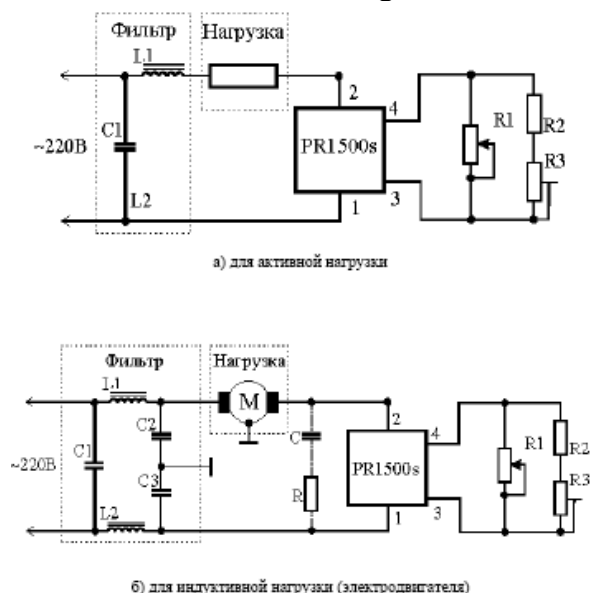 Фильтр Нагрузка
L1
2
4
C1
R1
R2
~220В
PR1500s
R3
L2
1
3
а) для активной нагрузки
Фильтр Нагрузка
L1
M
C2
2
4
C
C1
R1
R2
~220В
PR1500s
C3
R
R3
L2
1
3
б) для индуктивной нагрузки (электродвигателя)